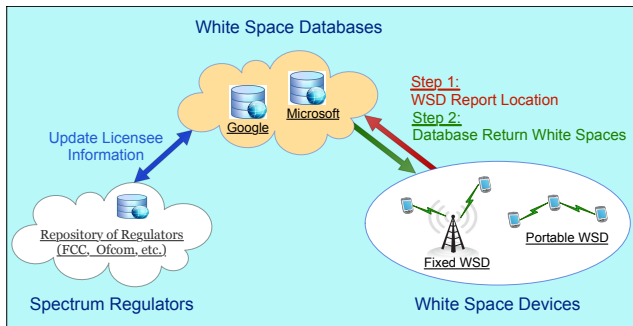 White Space Databases
Google
Microsoft
Step 1:
WSD Report Location
Step 2:
Database Return White Spaces
Update Licensee
Information
Repository of Regulators
(FCC, Ofcom, etc.)
Fixed WSD
Portable WSD
Spectrum Regulators
White Space Devices